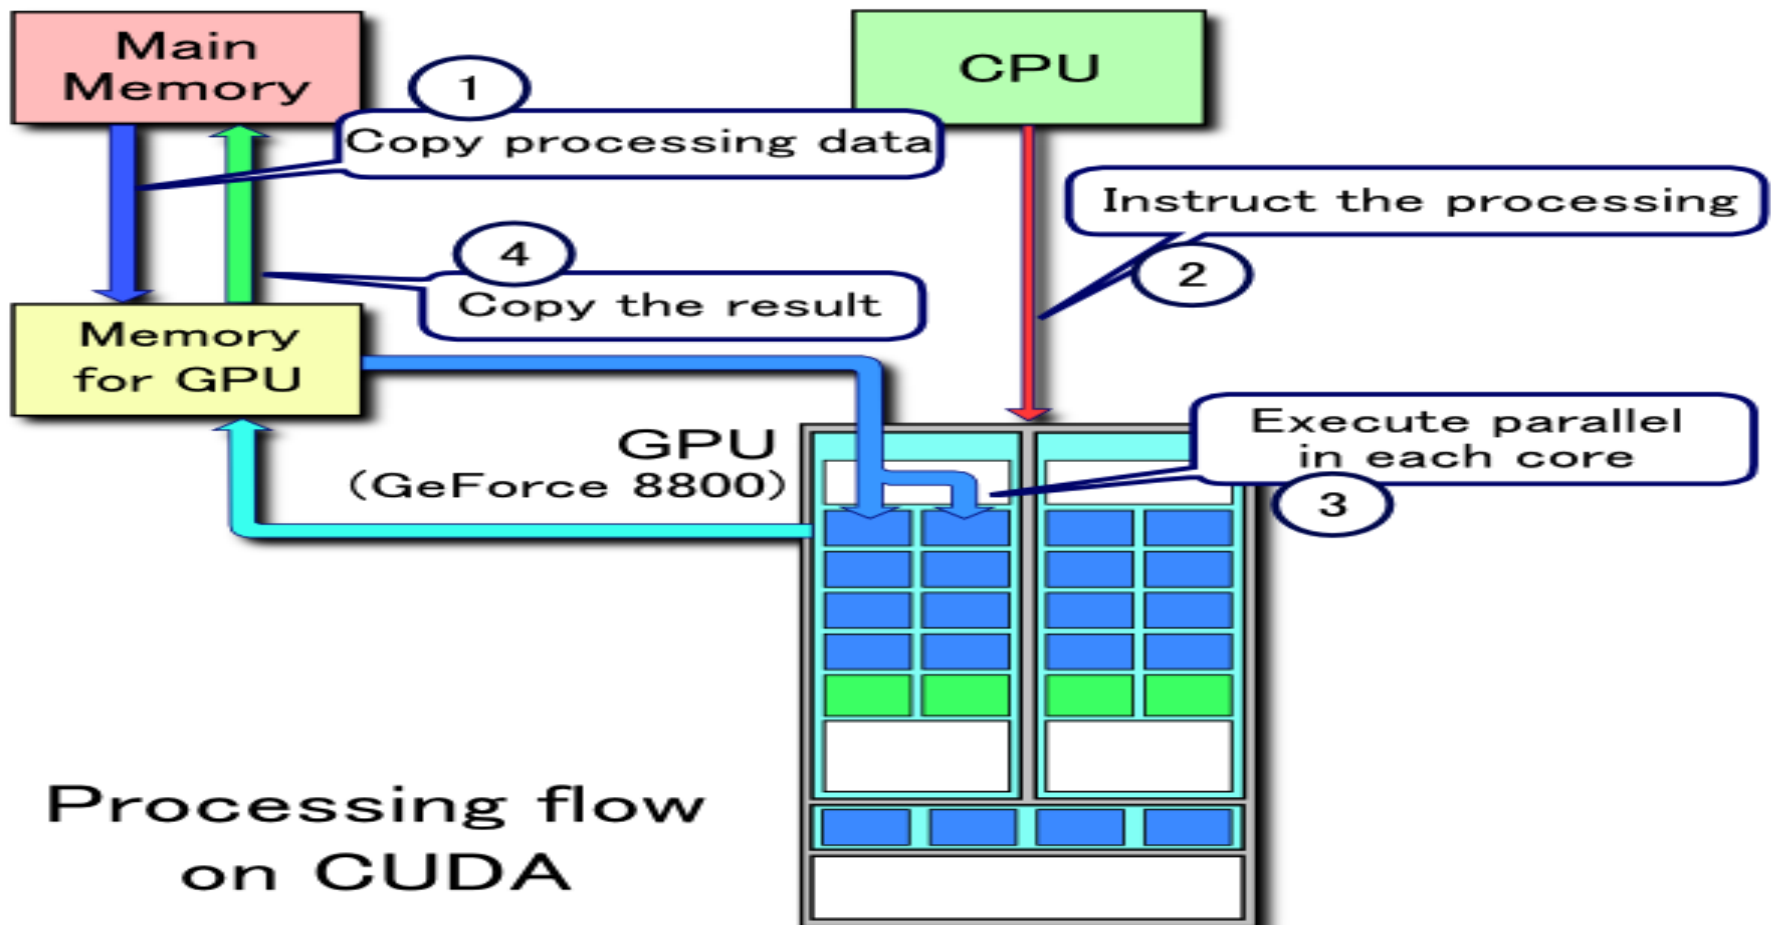 Main
Memory
CPU
1
Copy processing data
Instruct the processing
2
4
Copy the result
Memory
for GPU
GPU
(GeForce 8800)
Execute parallel
in each core
3
Processing flow
on CUDA